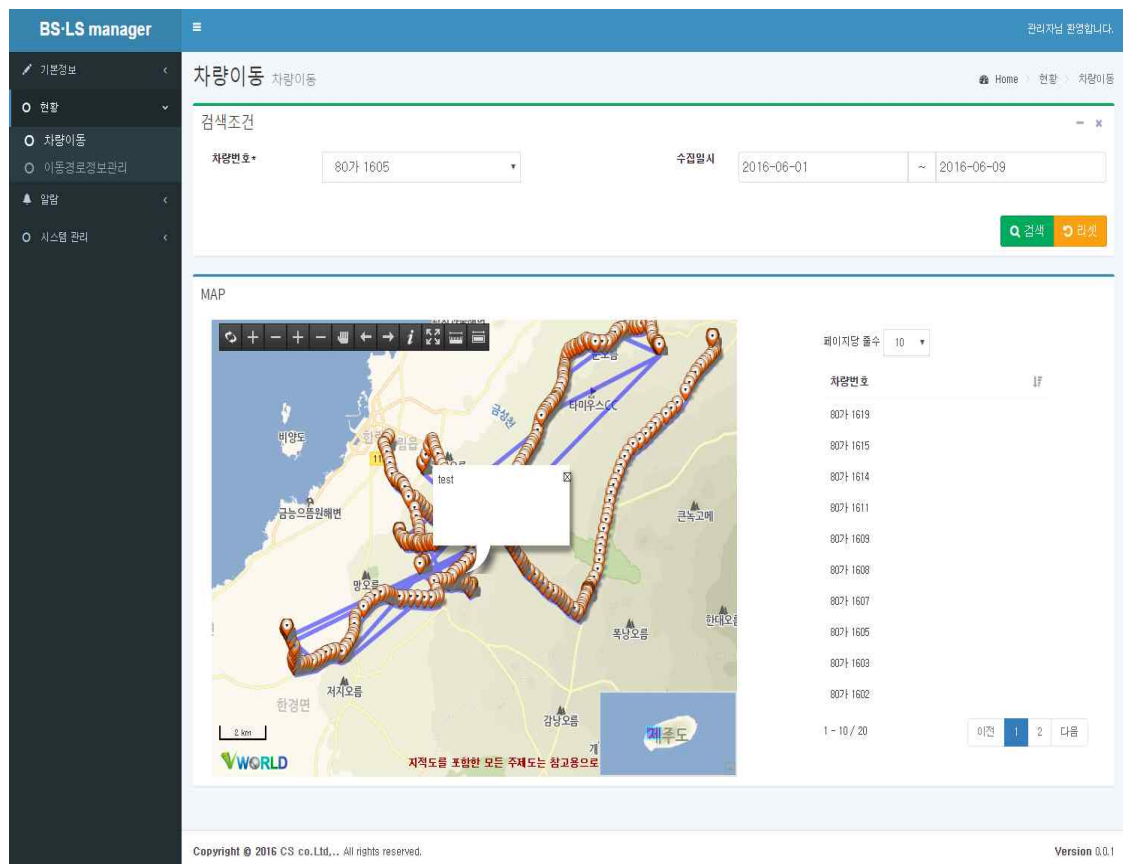 BS·LS manager
관리자님 환영합니다.
기본정보
현황
차량이동
이동경로정보관리
알람
시스템 관리
차량이동 차량이동
Home > 현황 > 차량이동
검색조건
차량번호*
80가 1605
수집일시
2016-06-01 ~ 2016-06-09
검색
리셋
MAP
비양도
금성천
타미우스CC
11
test
금능으뜸원해변
큰녹고메
망오름
폭낭오름
한대오름
저지오름
한경면
감낭오름
2 km
제주도
VWORLD
지적도를 포함한 모든 주제도는 참고용으로
페이지당 줄수 10
차량번호
80가 1619
80가 1615
80가 1614
80가 1611
80가 1609
80가 1608
80가 1607
80가 1605
80가 1603
80가 1602
1 - 10 / 20
이전 1 2 다음
Copyright © 2016 CS co.Ltd,.. All rights reserved.
Version 0.0.1